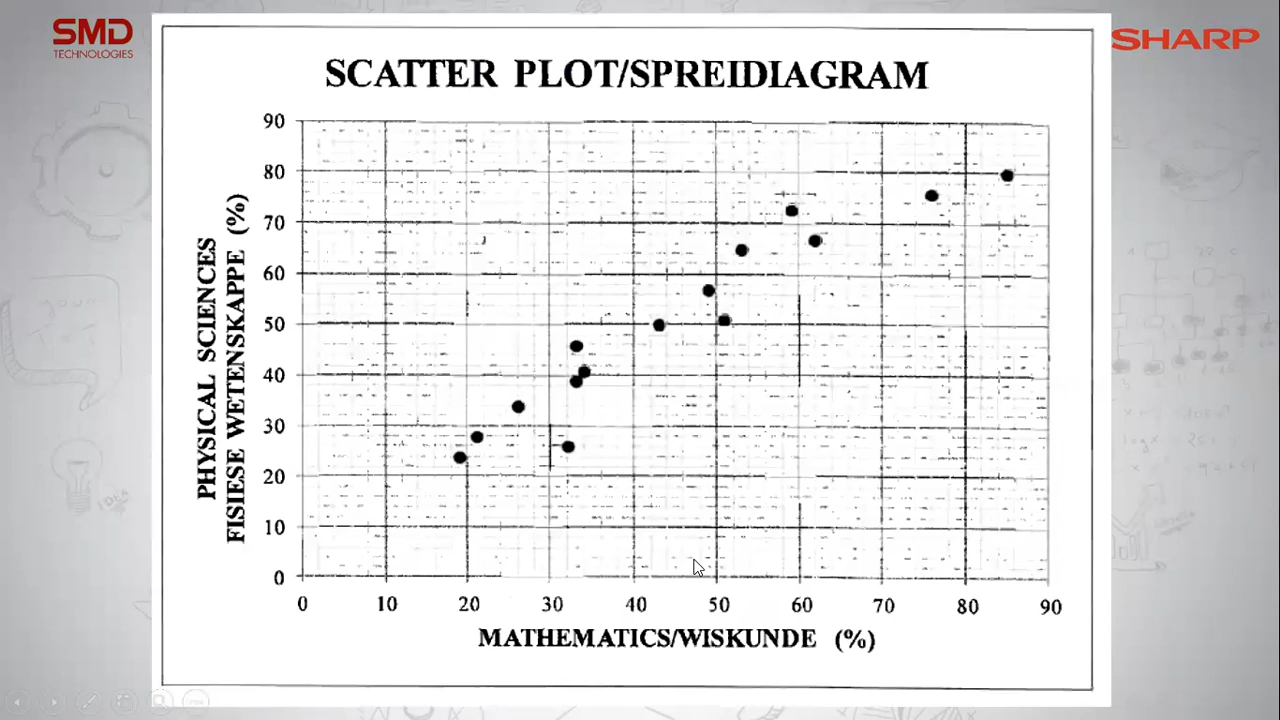 SMD
TECHNOLOGIES
SHARP
SCATTER PLOT/SPREIDIAGRAM
PHYSICAL SCIENCES
FISIESE WETENSKAPPE (%)
90
80
70
60
50
40
30
20
10
0
0 10 20 30 40 50 60 70 80 90
MATHEMATICS/WISKUNDE (%)